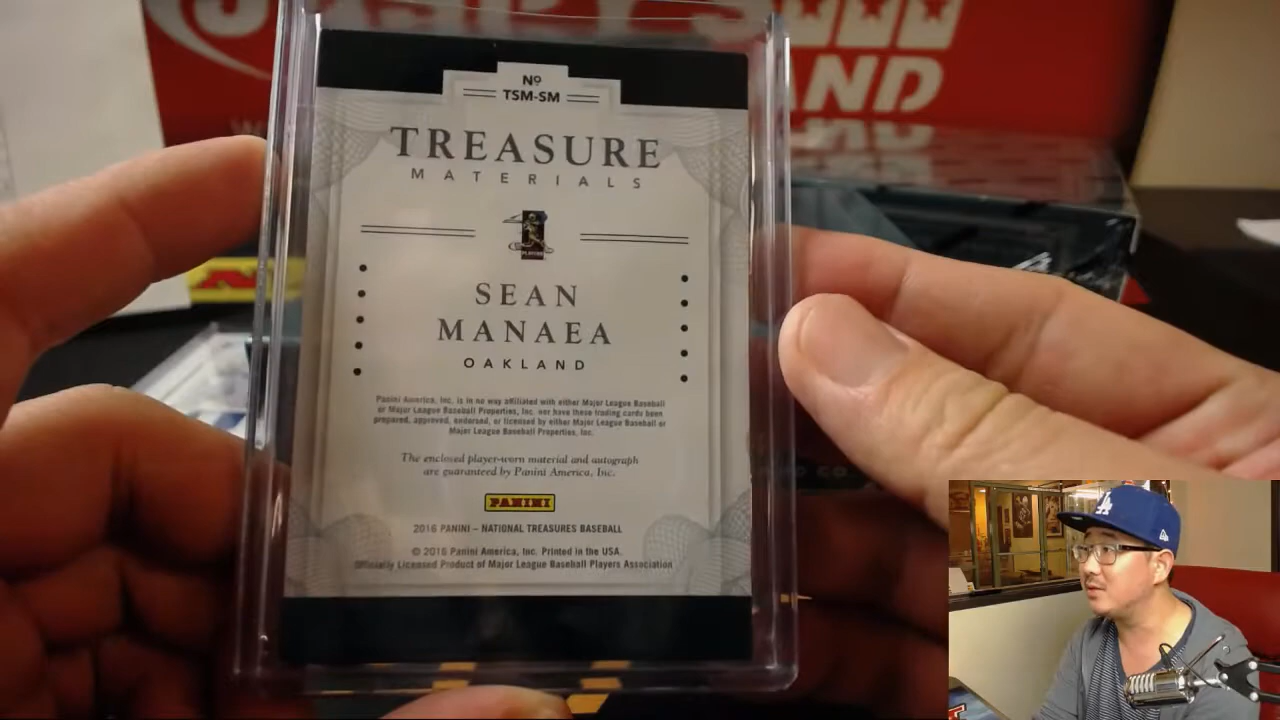 AND
Nº
TSM-SM
TREASURE
MATERIALS
PLAYERS
SEAN
MANAEA
OAKLAND
Panini America, Inc. is in no way affiliated with either Major League Baseball
or Major League Baseball Properties, Inc. nor have these trading cards been
prepared, approved, endorsed, or licensed by either Major League Baseball or
Major League Baseball Properties, Inc.
The enclosed player-worn material and autograph
are guaranteed by Panini America, Inc.
PANINI
2016 PANINI – NATIONAL TREASURES BASEBALL
© 2016 Panini America, Inc. Printed in the USA.
Officially Licensed Product of Major League Baseball Players Association
LA